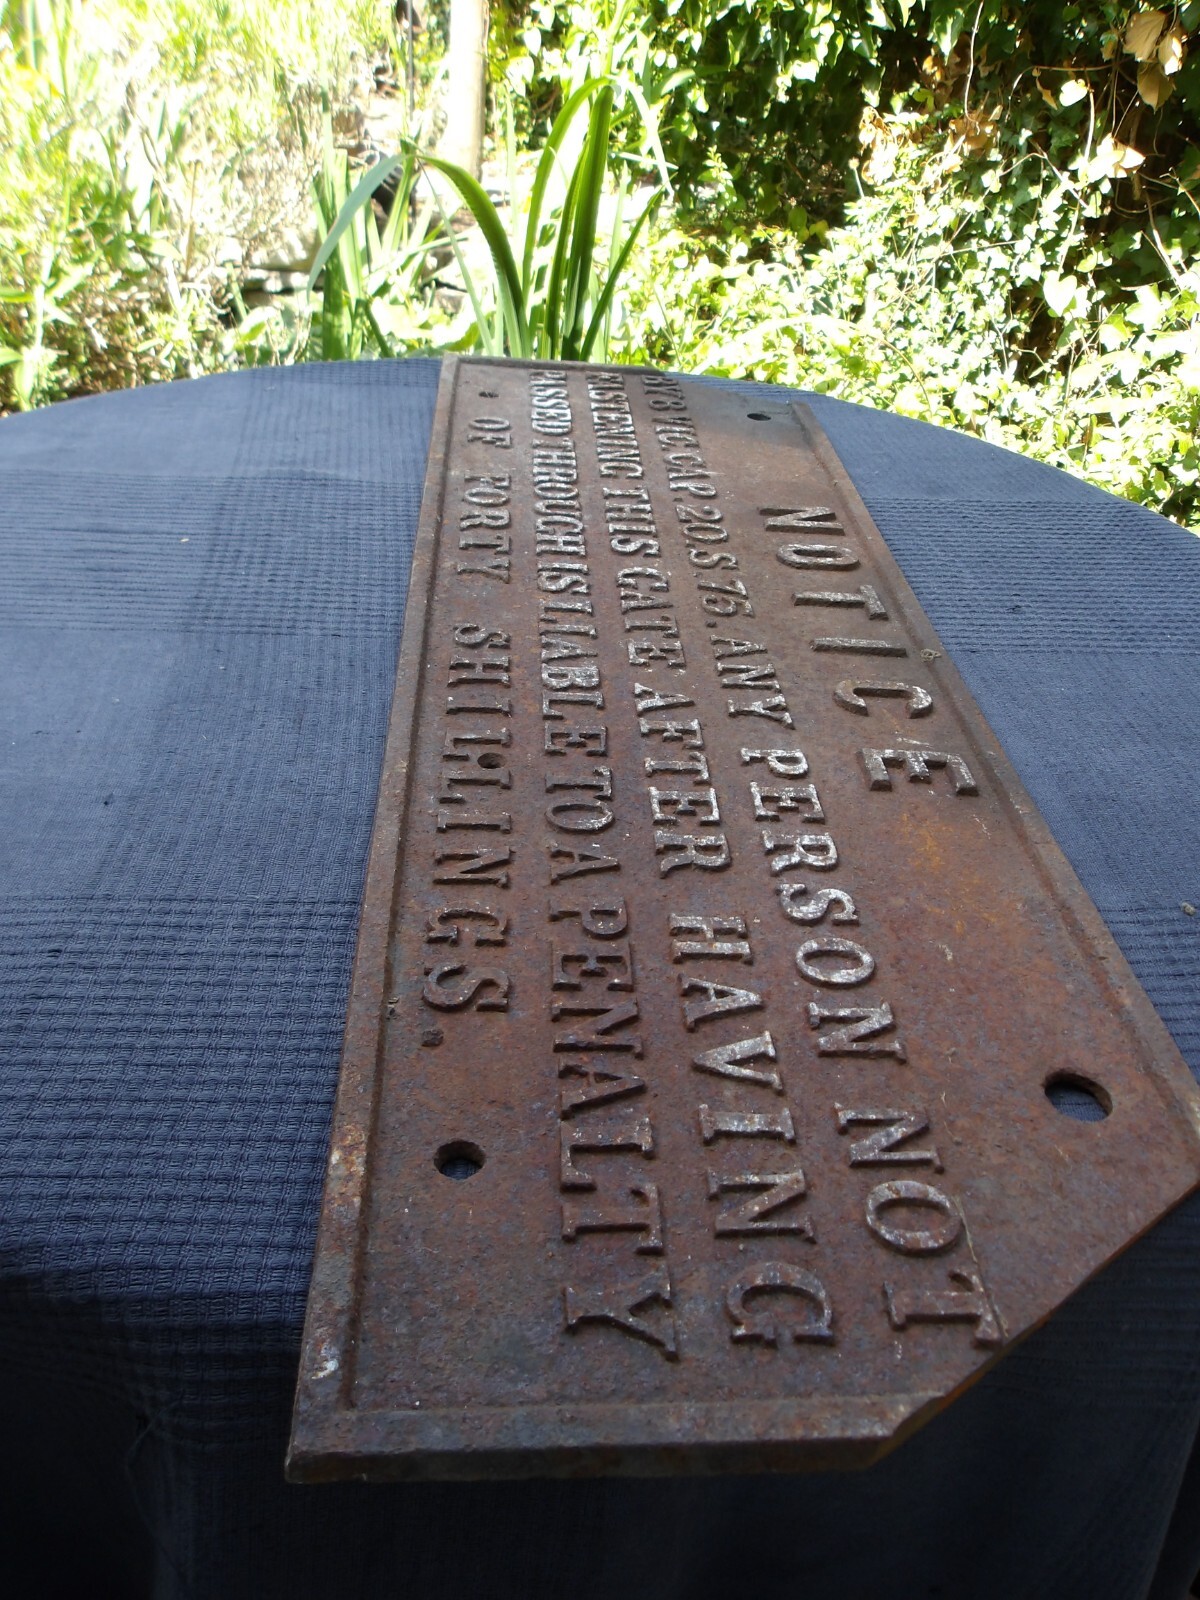 NOTICE
BY 8 VIC. CAP. 20. S. 75. ANY PERSON NOT
FASTENING THIS GATE AFTER HAVING
PASSED THROUGH IS LIABLE TO A PENALTY
OF FORTY SHILLINGS.